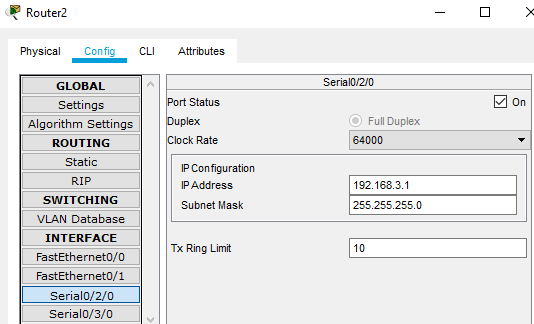 Router2
Physical Config CLI Attributes
GLOBAL
Settings
Algorithm Settings
ROUTING
Static
RIP
SWITCHING
VLAN Database
INTERFACE
FastEthernet0/0
FastEthernet0/1
Serial0/2/0
Serial0/3/0
Serial0/2/0
Port Status On
Duplex Full Duplex
Clock Rate 64000
IP Configuration
IP Address 192.168.3.1
Subnet Mask 255.255.255.0
Tx Ring Limit 10